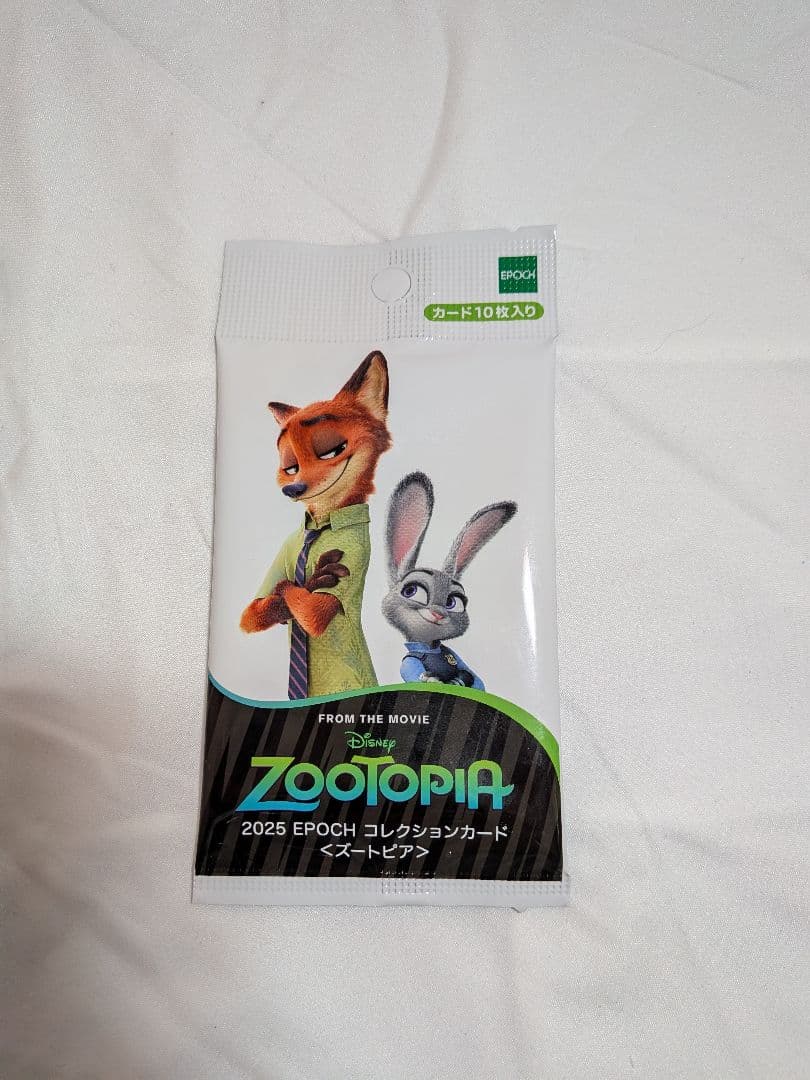 EPOCH
カード10枚入り
FROM THE MOVIE
Disney
ZOOTOPIA
2025 EPOCH コレクションカード
<ズートピア>